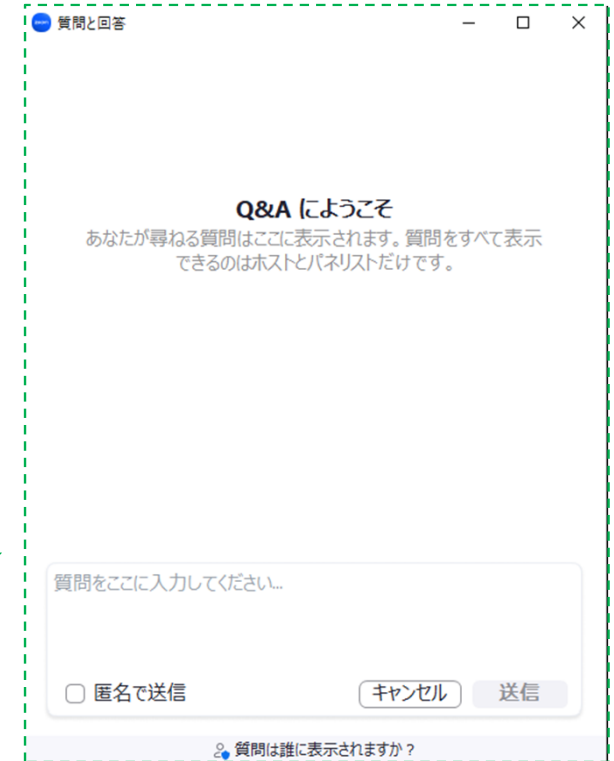 質問と回答
Q&A にようこそ
あなたが尋ねる質問はここに表示されます。質問をすべて表示
できるのはホストとパネリストだけです。
質問をここに入力してください...
匿名で送信 キャンセル 送信
質問は誰に表示されますか？